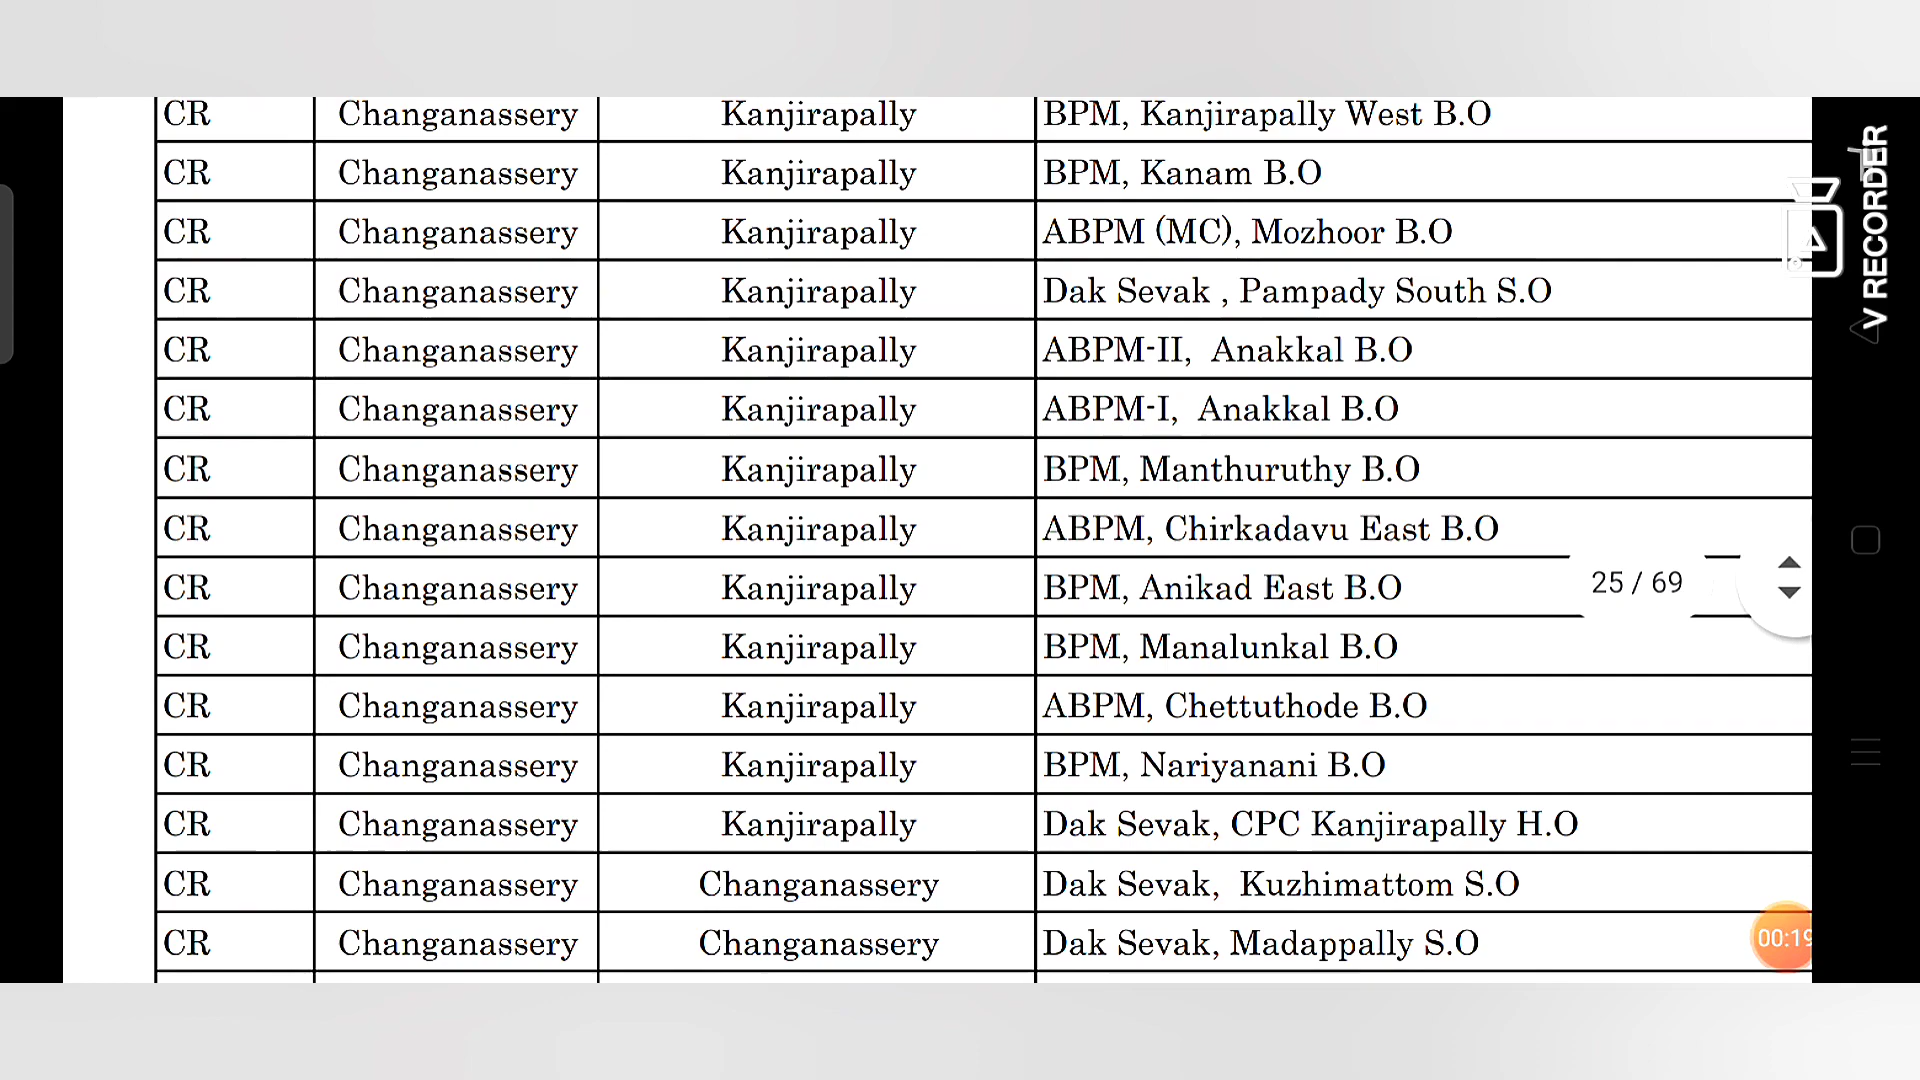 CR Changanassery Kanjirapally BPM, Kanjirapally West B.O
CR Changanassery Kanjirapally BPM, Kanam B.O
CR Changanassery Kanjirapally ABPM (MC), Mozhoor B.O
CR Changanassery Kanjirapally Dak Sevak , Pampady South S.O
CR Changanassery Kanjirapally ABPM-II, Anakkal B.O
CR Changanassery Kanjirapally ABPM-I, Anakkal B.O
CR Changanassery Kanjirapally BPM, Manthuruthy B.O
CR Changanassery Kanjirapally ABPM, Chirkadavu East B.O
CR Changanassery Kanjirapally BPM, Anikad East B.O
25 / 69
CR Changanassery Kanjirapally BPM, Manalunkal B.O
CR Changanassery Kanjirapally ABPM, Chettuthode B.O
CR Changanassery Kanjirapally BPM, Nariyanani B.O
CR Changanassery Kanjirapally Dak Sevak, CPC Kanjirapally H.O
CR Changanassery Changanassery Dak Sevak, Kuzhimattom S.O
CR Changanassery Changanassery Dak Sevak, Madappally S.O
00:19
V RECORDER